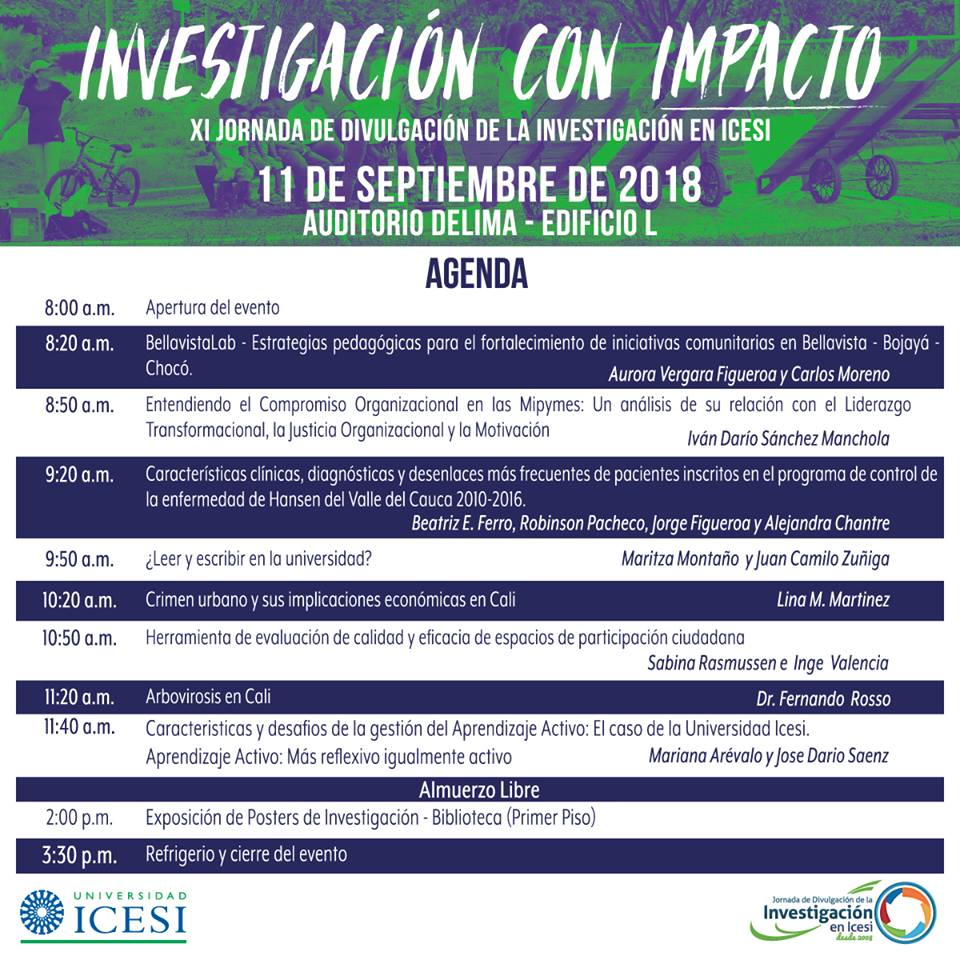 INVESTIGACIÓN CON IMPACTO
XI JORNADA DE DIVULGACIÓN DE LA INVESTIGACIÓN EN ICESI
11 DE SEPTIEMBRE DE 2018
AUDITORIO DELIMA - EDIFICIO L
AGENDA
8:00 a.m. Apertura del evento
8:20 a.m. BellavistaLab - Estrategias pedagógicas para el fortalecimiento de iniciativas comunitarias en Bellavista - Bojayá -
Chocó. Aurora Vergara Figueroa y Carlos Moreno
8:50 a.m. Entendiendo el Compromiso Organizacional en las Mipymes: Un análisis de su relación con el Liderazgo
Transformacional, la Justicia Organizacional y la Motivación Iván Darío Sánchez Manchola
9:20 a.m. Características clínicas, diagnósticas y desenlaces más frecuentes de pacientes inscritos en el programa de control de
la enfermedad de Hansen del Valle del Cauca 2010-2016.
Beatriz E. Ferro, Robinson Pacheco, Jorge Figueroa y Alejandra Chantre
9:50 a.m. ¿Leer y escribir en la universidad? Maritza Montaño y Juan Camilo Zuñiga
10:20 a.m. Crimen urbano y sus implicaciones económicas en Cali Lina M. Martinez
10:50 a.m. Herramienta de evaluación de calidad y eficacia de espacios de participación ciudadana
Sabina Rasmussen e Inge Valencia
11:20 a.m. Arbovirosis en Cali Dr. Fernando Rosso
11:40 a.m. Caracteristicas y desafios de la gestión del Aprendizaje Activo: El caso de la Universidad Icesi.
Aprendizaje Activo: Más reflexivo igualmente activo Mariana Arévalo y Jose Dario Saenz
Almuerzo Libre
2:00 p.m. Exposición de Posters de Investigación - Biblioteca (Primer Piso)
3:30 p.m. Refrigerio y cierre del evento
UNIVERSIDAD
ICESI
Jornada de Divulgación de la
Investigación
en Icesi
desde 2005